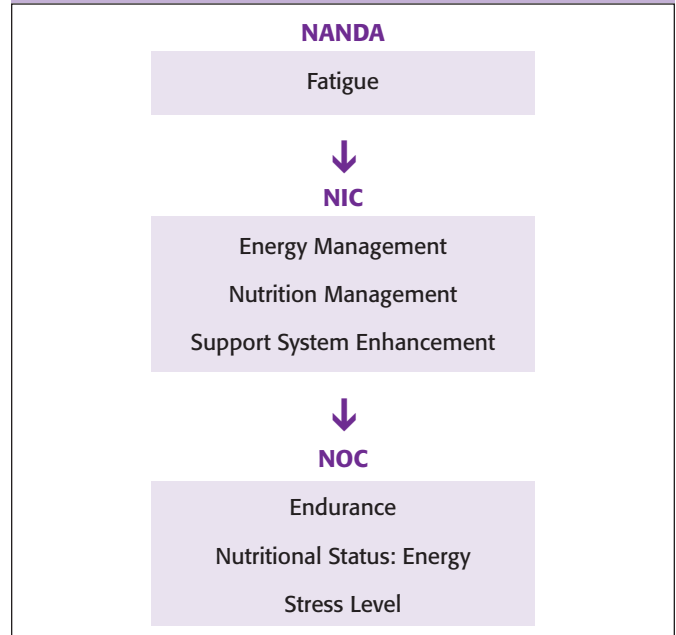 NANDA
Fatigue
NIC
Energy Management
Nutrition Management
Support System Enhancement
NOC
Endurance
Nutritional Status: Energy
Stress Level